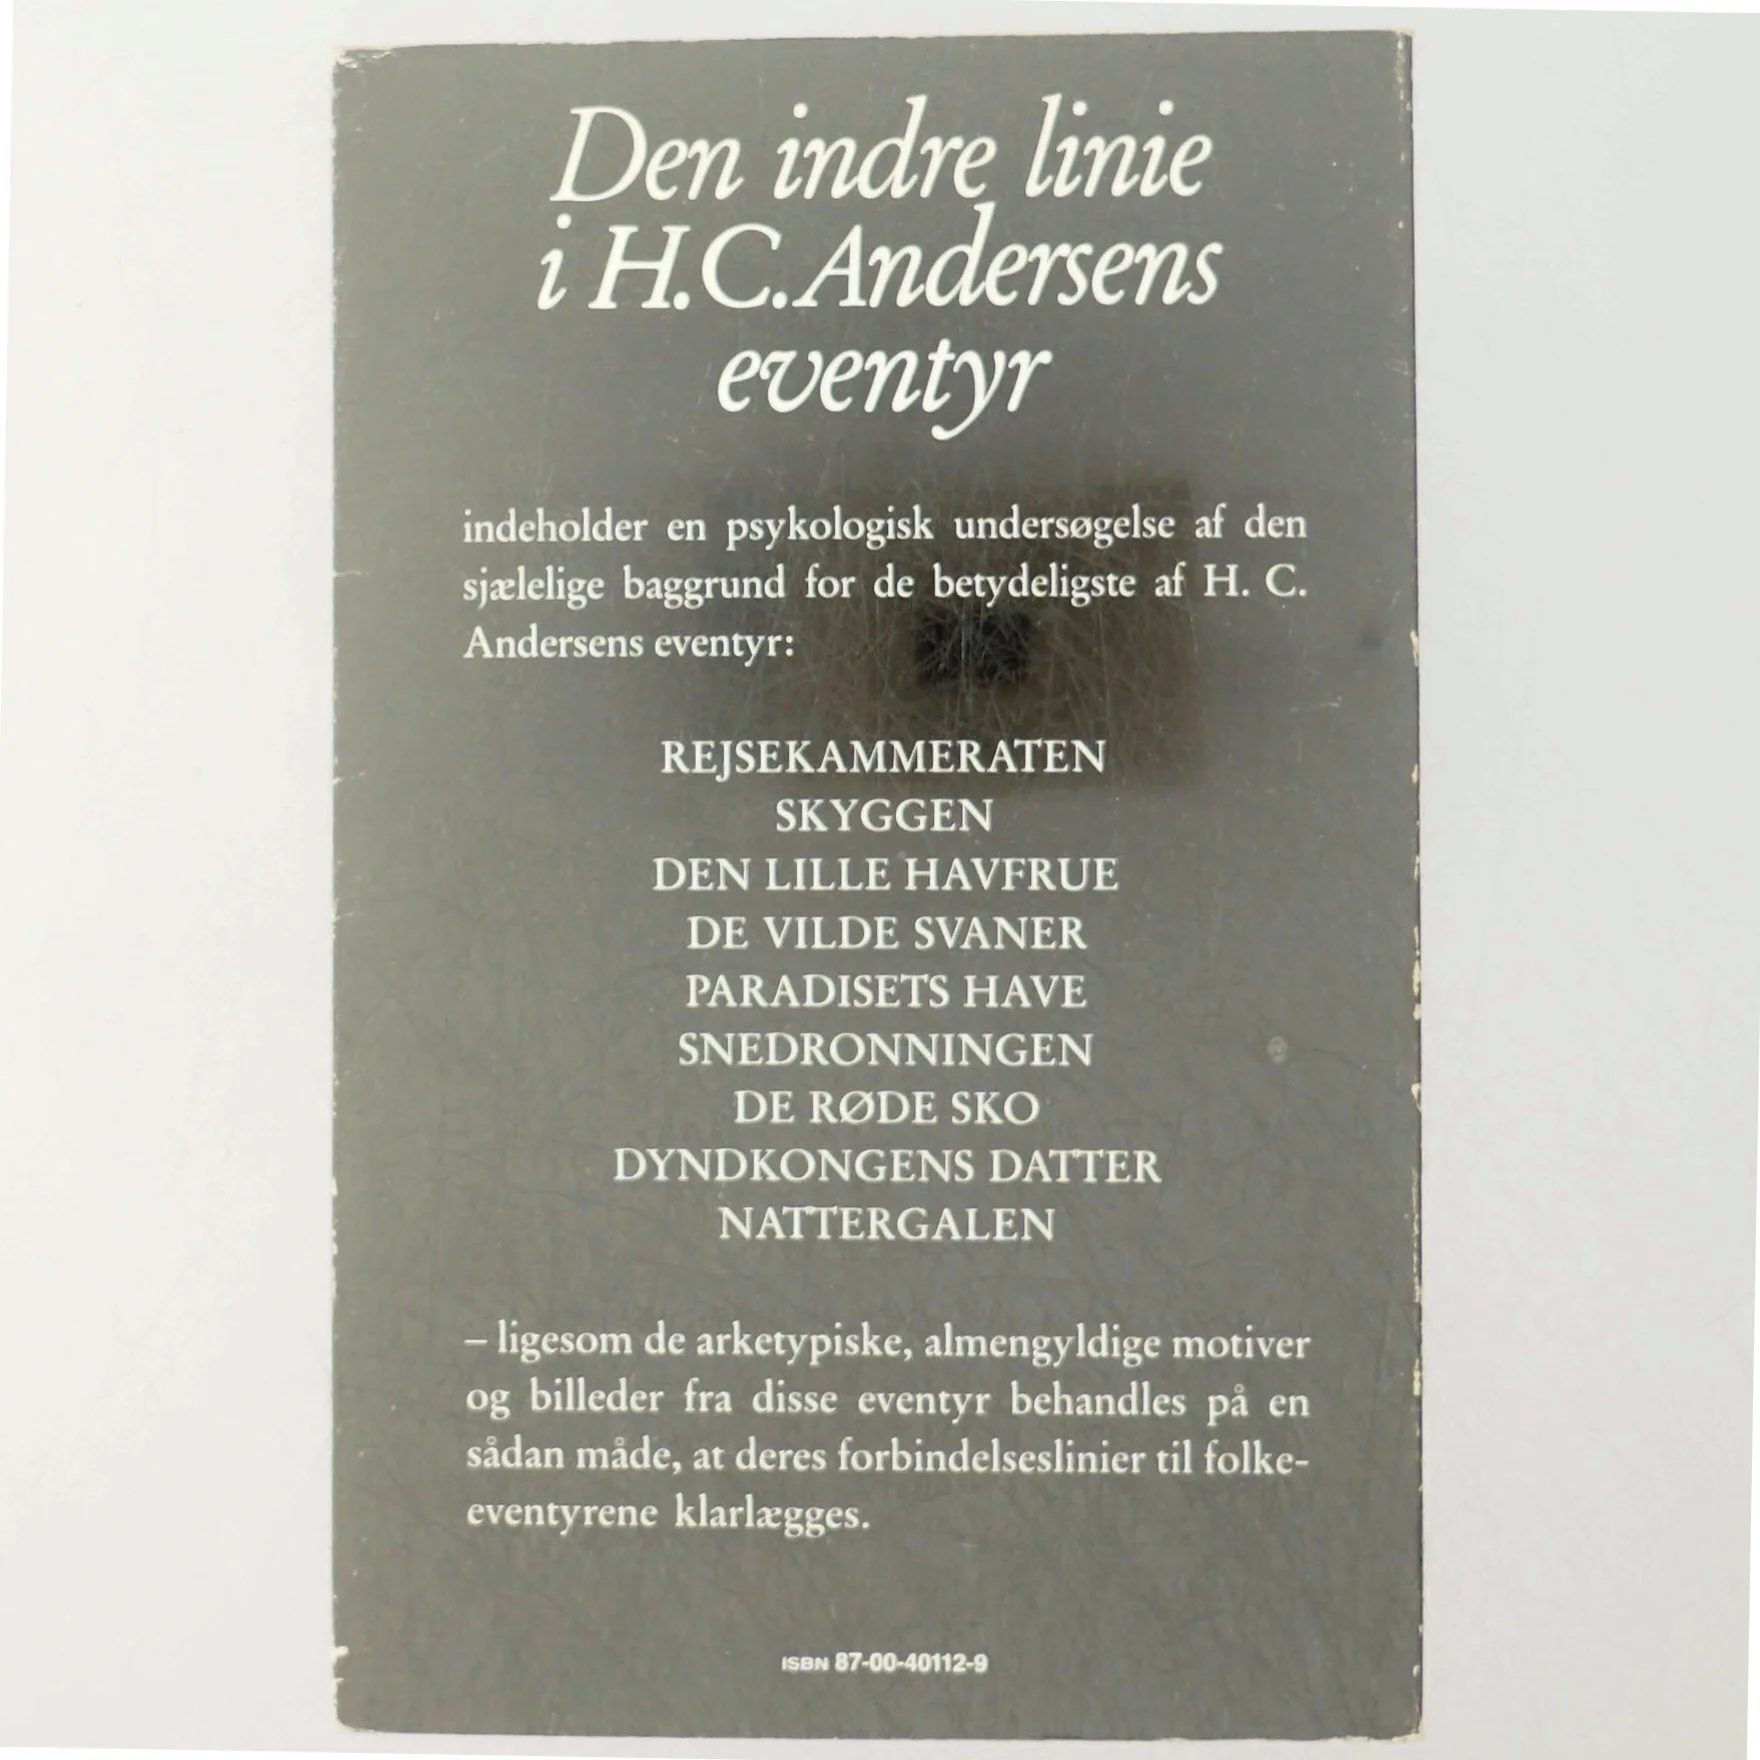 Den indre linie
i H.C. Andersens
eventyr
indeholder en psykologisk undersøgelse af den
sjælelige baggrund for de betydeligste af H. C.
Andersens eventyr:
REJSEKAMMERATEN
SKYGGEN
DEN LILLE HAVFRUE
DE VILDE SVANER
PARADISETS HAVE
SNEDRONNINGEN
DE RØDE SKO
DYNDKONGENS DATTER
NATTERGALEN
– ligesom de arketypiske, almengyldige motiver
og billeder fra disse eventyr behandles på en
sådan måde, at deres forbindelseslinier til folke-
eventyrene klarlægges.
ISBN 87-00-40112-9